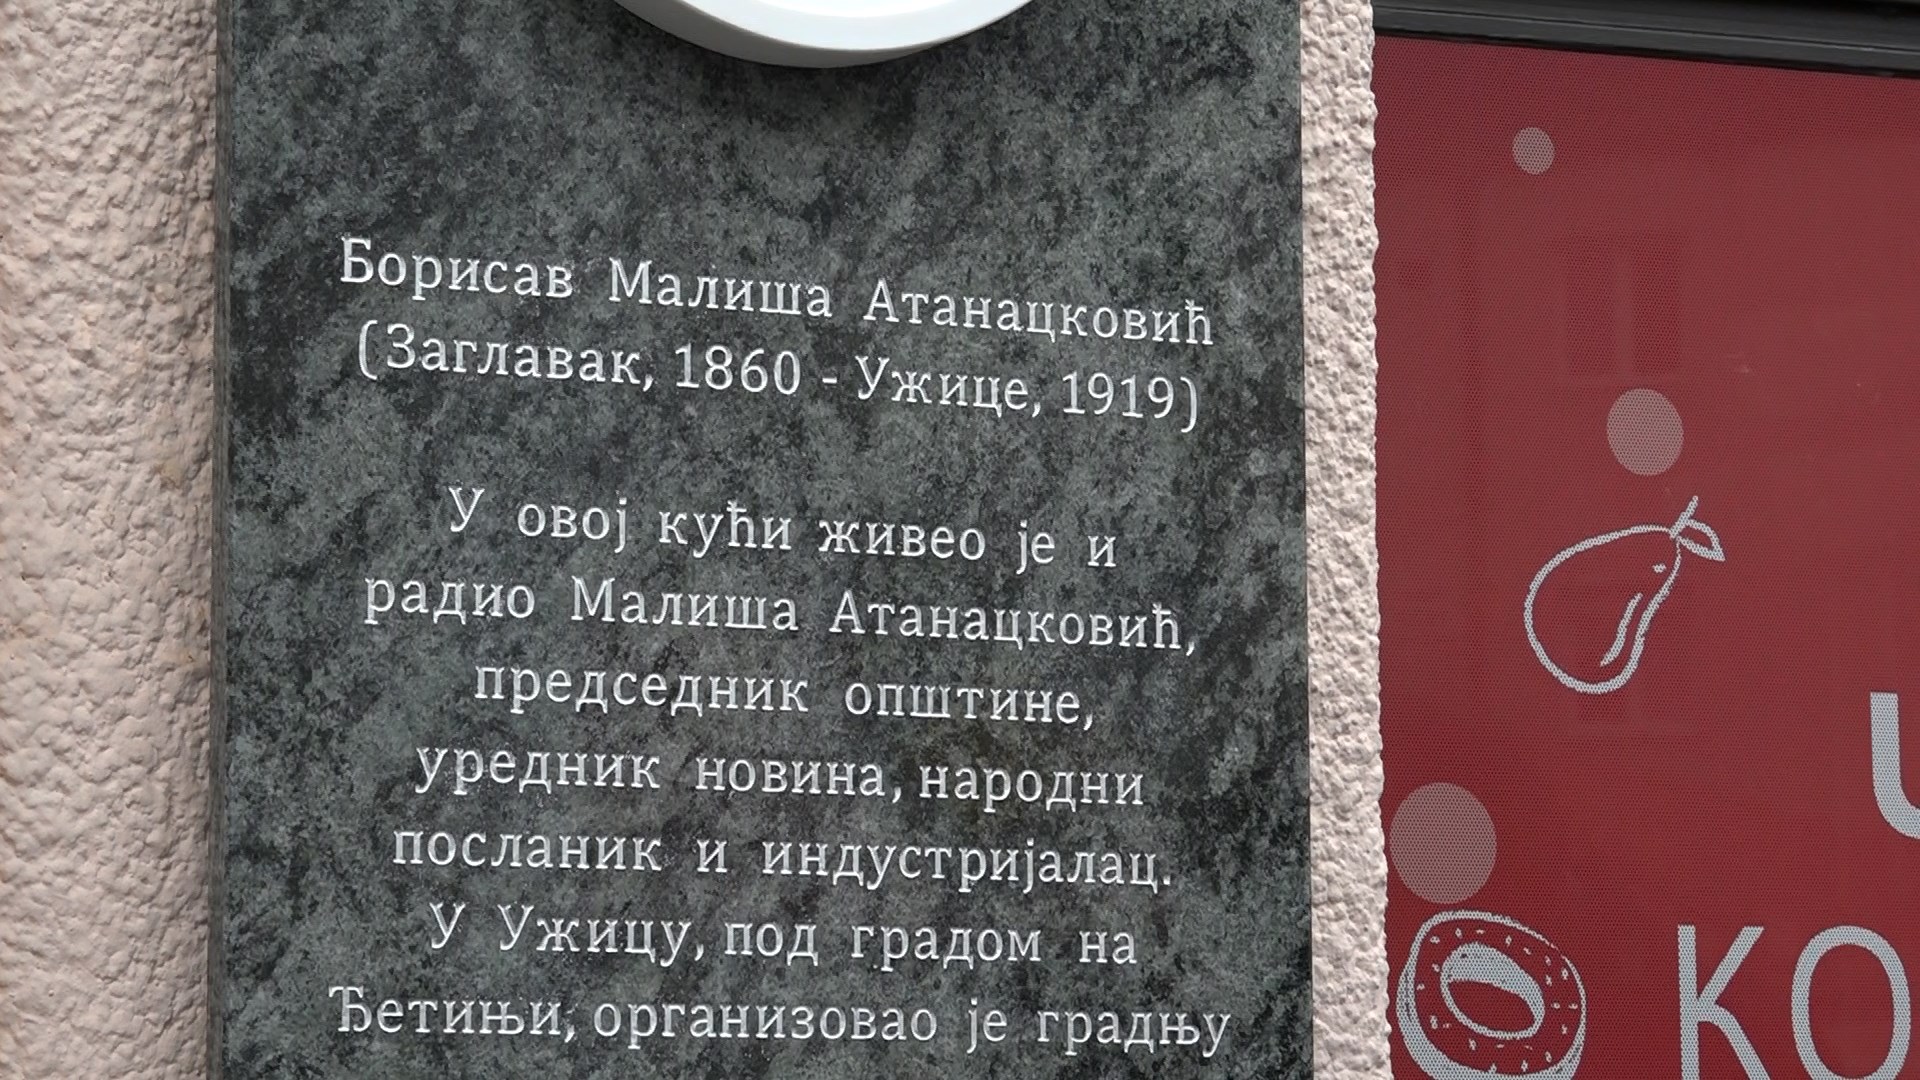 Борисав Малиша Атанацковић
(Заглавак, 1860 - Ужице, 1919)
У овој кући живео је и
радио Малиша Атанацковић,
председник општине,
уредник новина, народни
посланик и индустријалац.
У Ужицу, под градом на
Ђетињи, организовао је градњу
КО